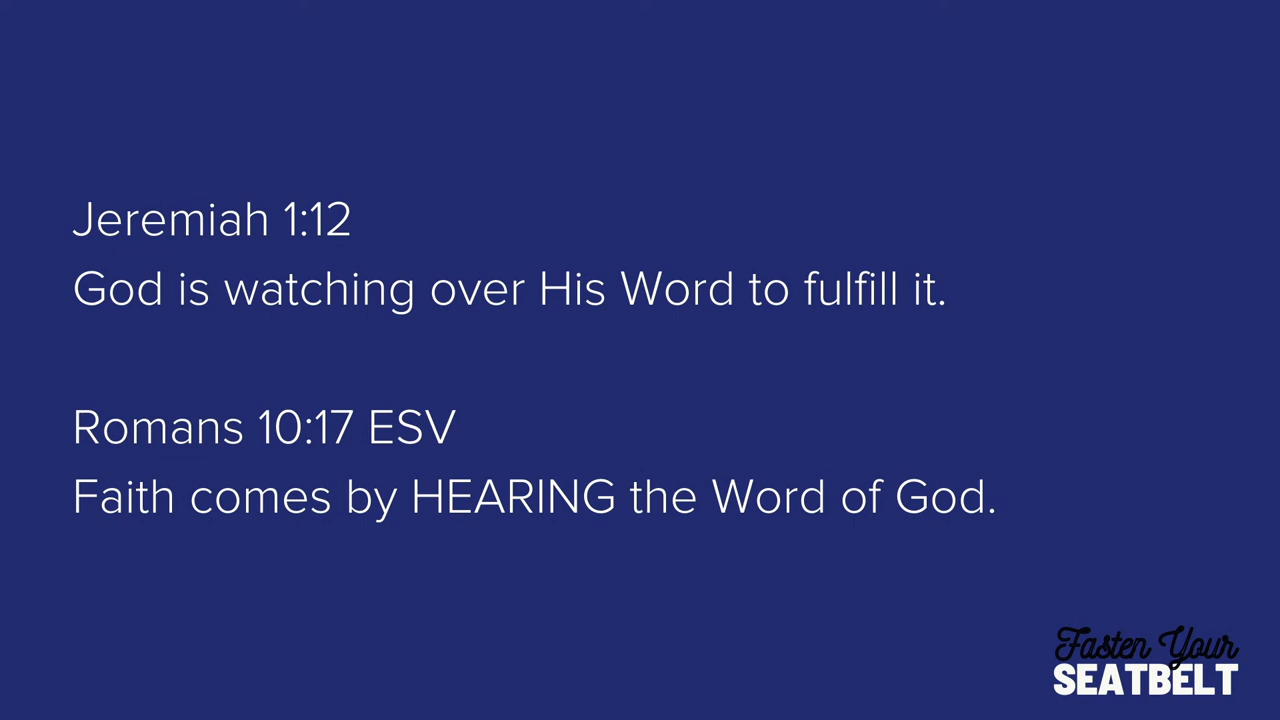 Jeremiah 1:12
God is watching over His Word to fulfill it.
Romans 10:17 ESV
Faith comes by HEARING the Word of God.
Fasten Your
SEATBELT